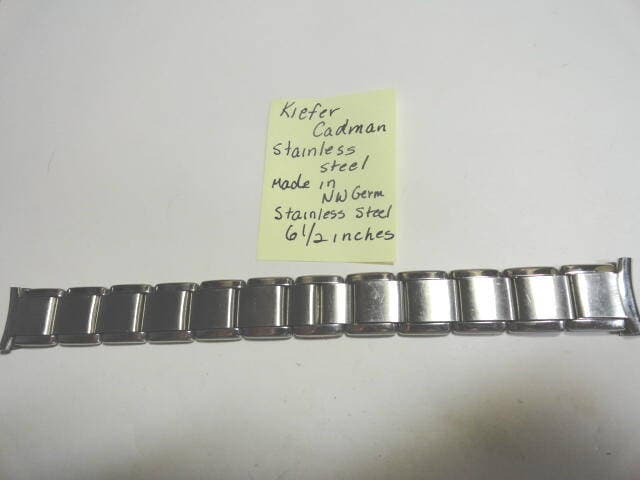 Kiefer
Cadman
Stainless
Steel
Made in
NW Germ
Stainless Steel
6 1/2 inches